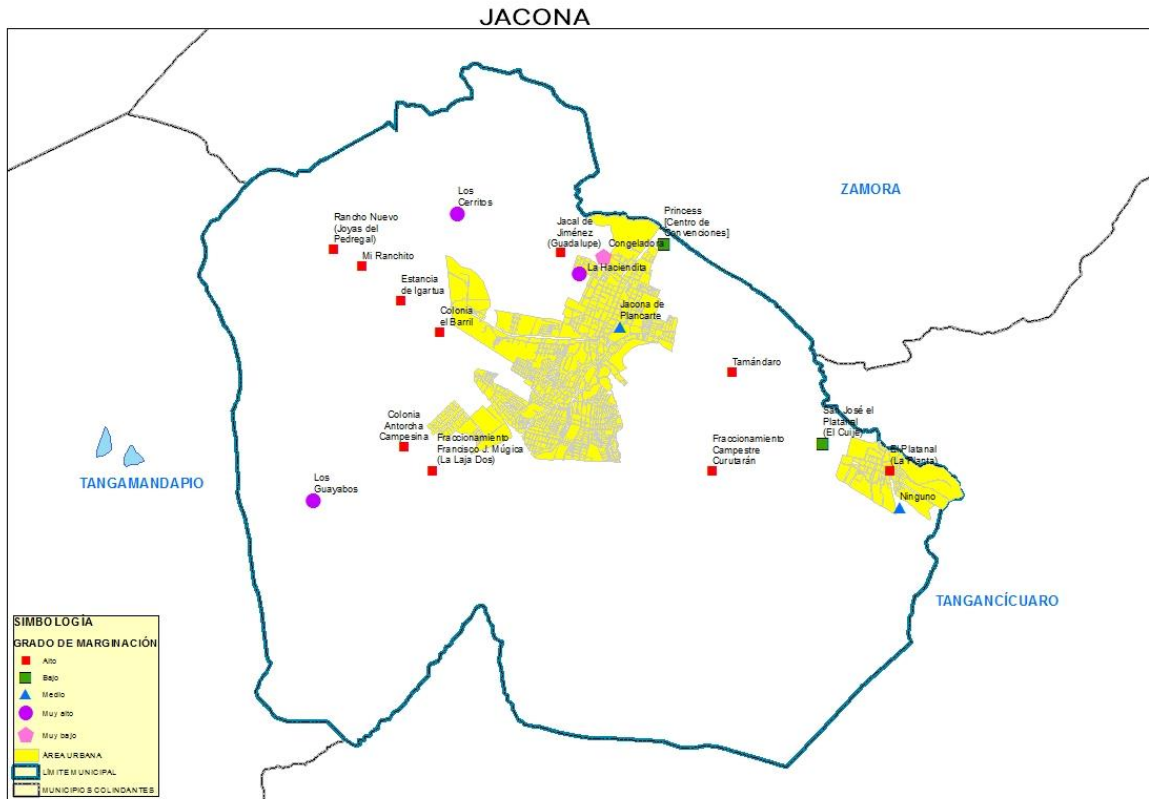 JACONA
ZAMORA
Los
Cerritos
Princess
[Centro de
Convenciones]
Rancho Nuevo
(Joyas del
Pedregal)
Jacal de
Jiménez
(Guadalupe)
Congeladora
Mi Ranchito
La Haciendita
Estancia
de Igartua
Jacona de
Plancarte
Colonia
el Barril
Tamándaro
San José el
Platanal
(El Cuije)
Colonia
Antorcha
Campesina
Fraccionamiento
Francisco J. Múgica
(La Laja Dos)
Fraccionamiento
Campestre
Curutarán
El Platanal
(La Planta)
TANGAMANDAPIO
Los
Guayabos
Ninguno
TANGANCÍCUARO
SIMBOLOGÍA
GRADO DE MARGINACIÓN
Alto
Bajo
Medio
Muy alto
Muy bajo
ÁREA URBANA
LÍMITE MUNICIPAL
MUNICIPIOS COLINDANTES